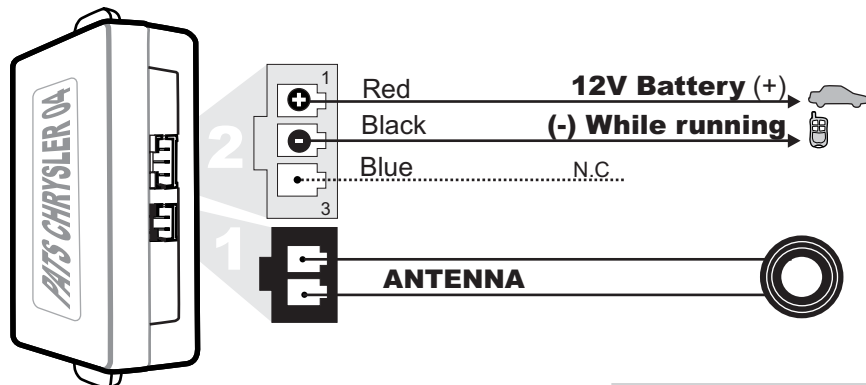 PATS CHRYSLER 04
2
1
Red 12V Battery (+)
Black (-) While running
Blue N.C
3
1
ANTENNA